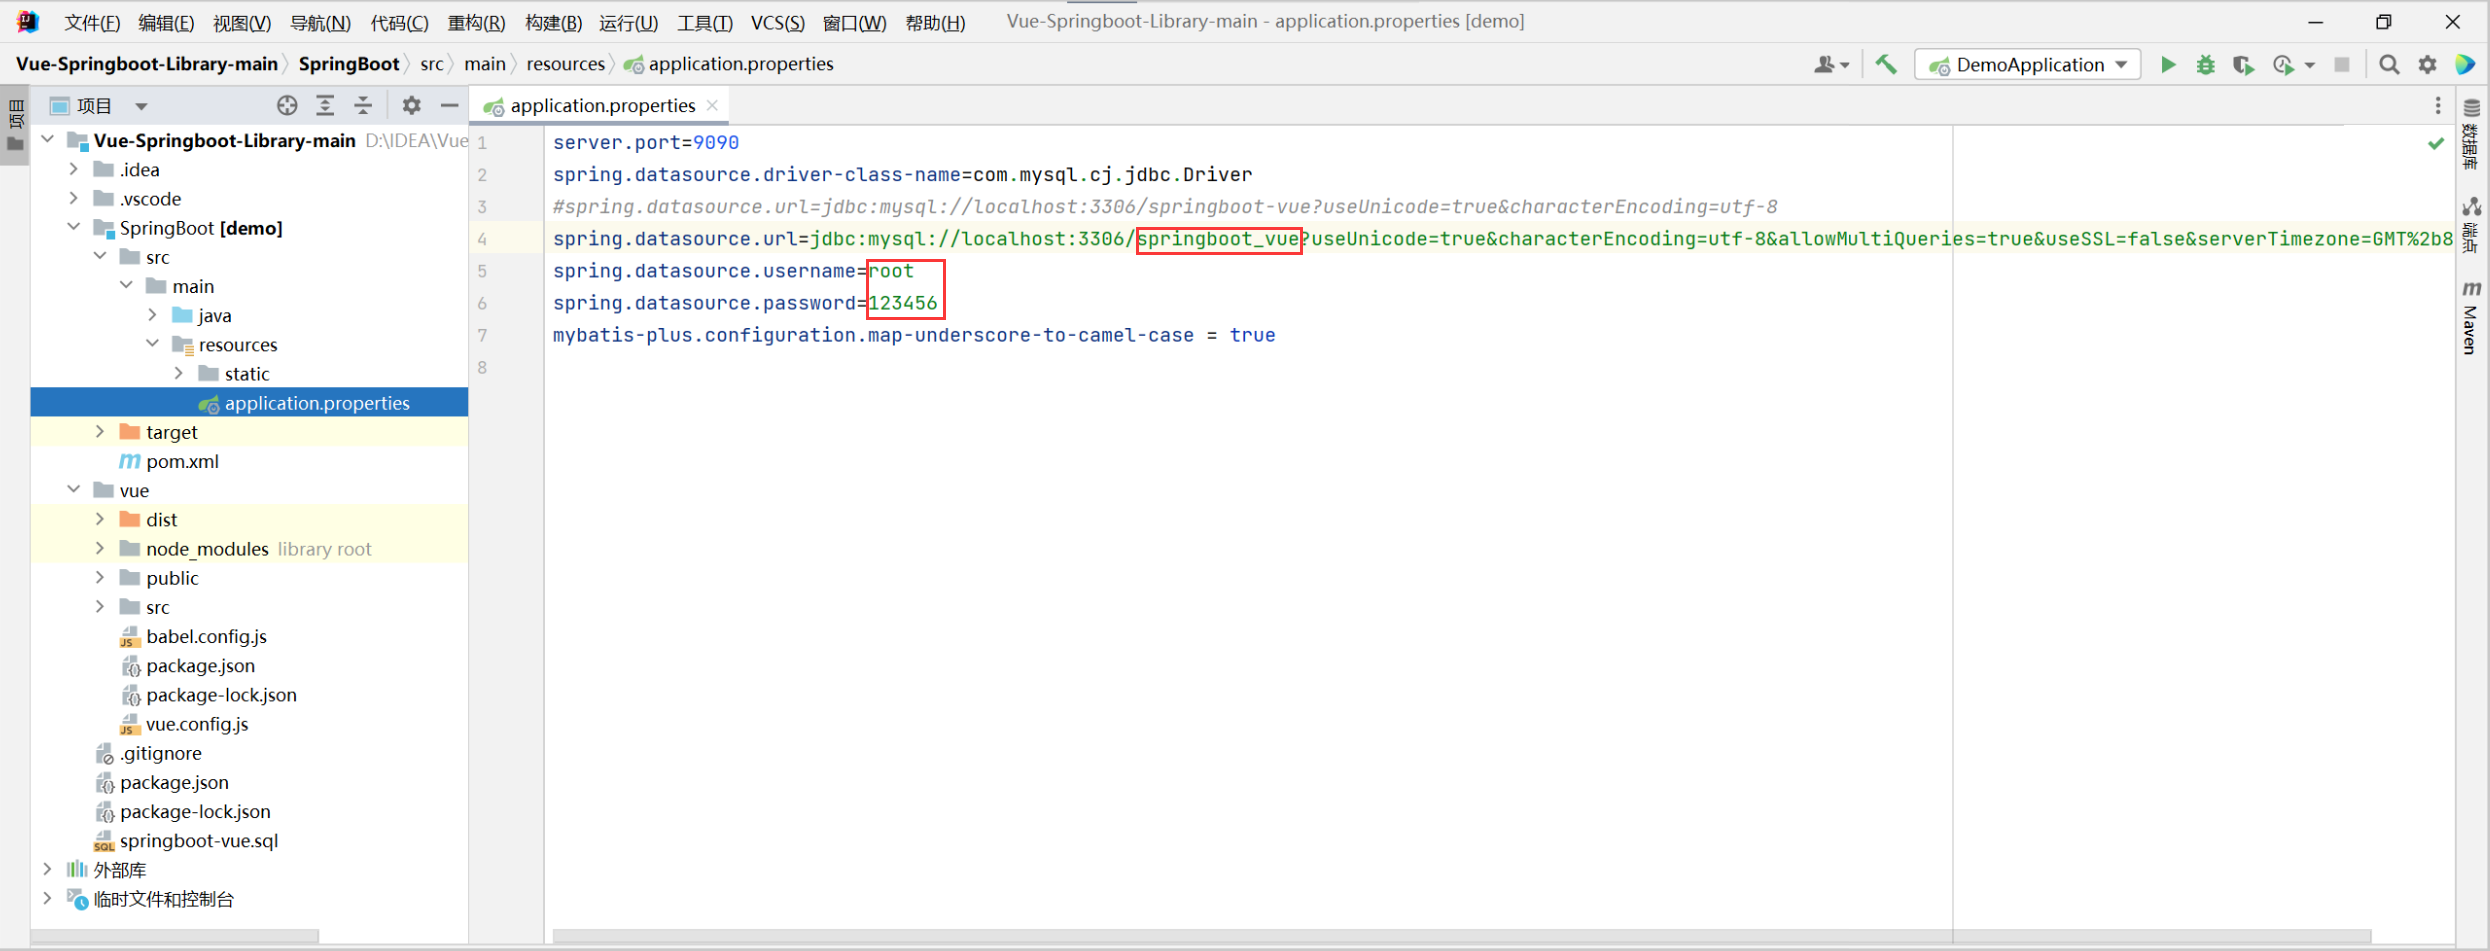 文件(F) 编辑(E) 视图(V) 导航(N) 代码(C) 重构(R) 构建(B) 运行(U) 工具(T) VCS(S) 窗口(W) 帮助(H) Vue-Springboot-Library-main - application.properties [demo]
Vue-Springboot-Library-main SpringBoot src main resources application.properties DemoApplication
项目
项目
application.properties
Vue-Springboot-Library-main D:\IDEA\Vue
.idea
.vscode
SpringBoot [demo]
src
main
java
resources
static
application.properties
target
pom.xml
vue
dist
node_modules library root
public
src
babel.config.js
package.json
package-lock.json
vue.config.js
.gitignore
package.json
package-lock.json
springboot-vue.sql
外部库
临时文件和控制台
1 server.port=9090
2 spring.datasource.driver-class-name=com.mysql.cj.jdbc.Driver
3 #spring.datasource.url=jdbc:mysql://localhost:3306/springboot-vue?useUnicode=true&characterEncoding=utf-8
4 spring.datasource.url=jdbc:mysql://localhost:3306/springboot_vue?useUnicode=true&characterEncoding=utf-8&allowMultiQueries=true&useSSL=false&serverTimezone=GMT%2b8
5 spring.datasource.username=root
6 spring.datasource.password=123456
7 mybatis-plus.configuration.map-underscore-to-camel-case = true
8
数据库
端点
Maven